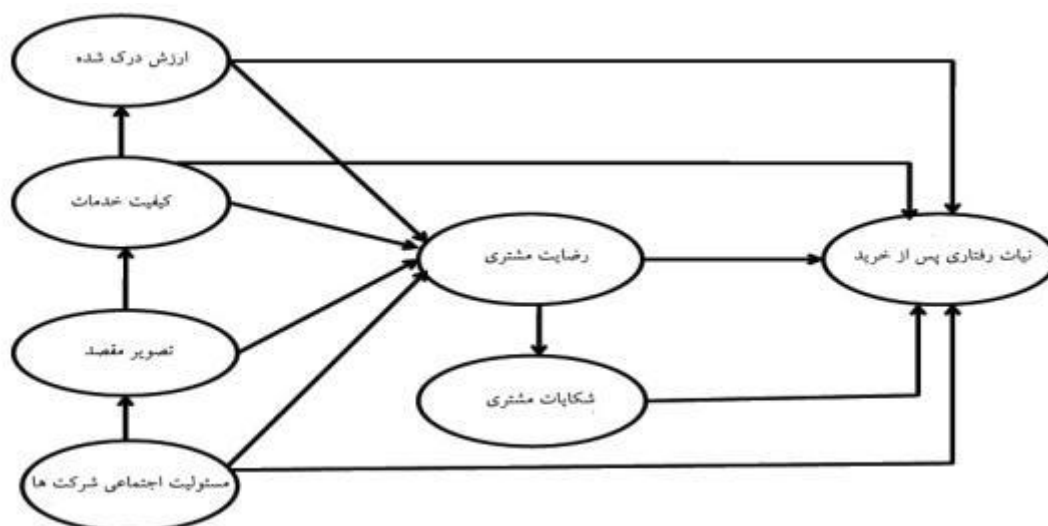 ارزش درک شده
کیفیت خدمات
رضایت مشتری
نیات رفتاری پس از خرید
تصویر مقصد
شکایات مشتری
مسئولیت اجتماعی شرکت ها